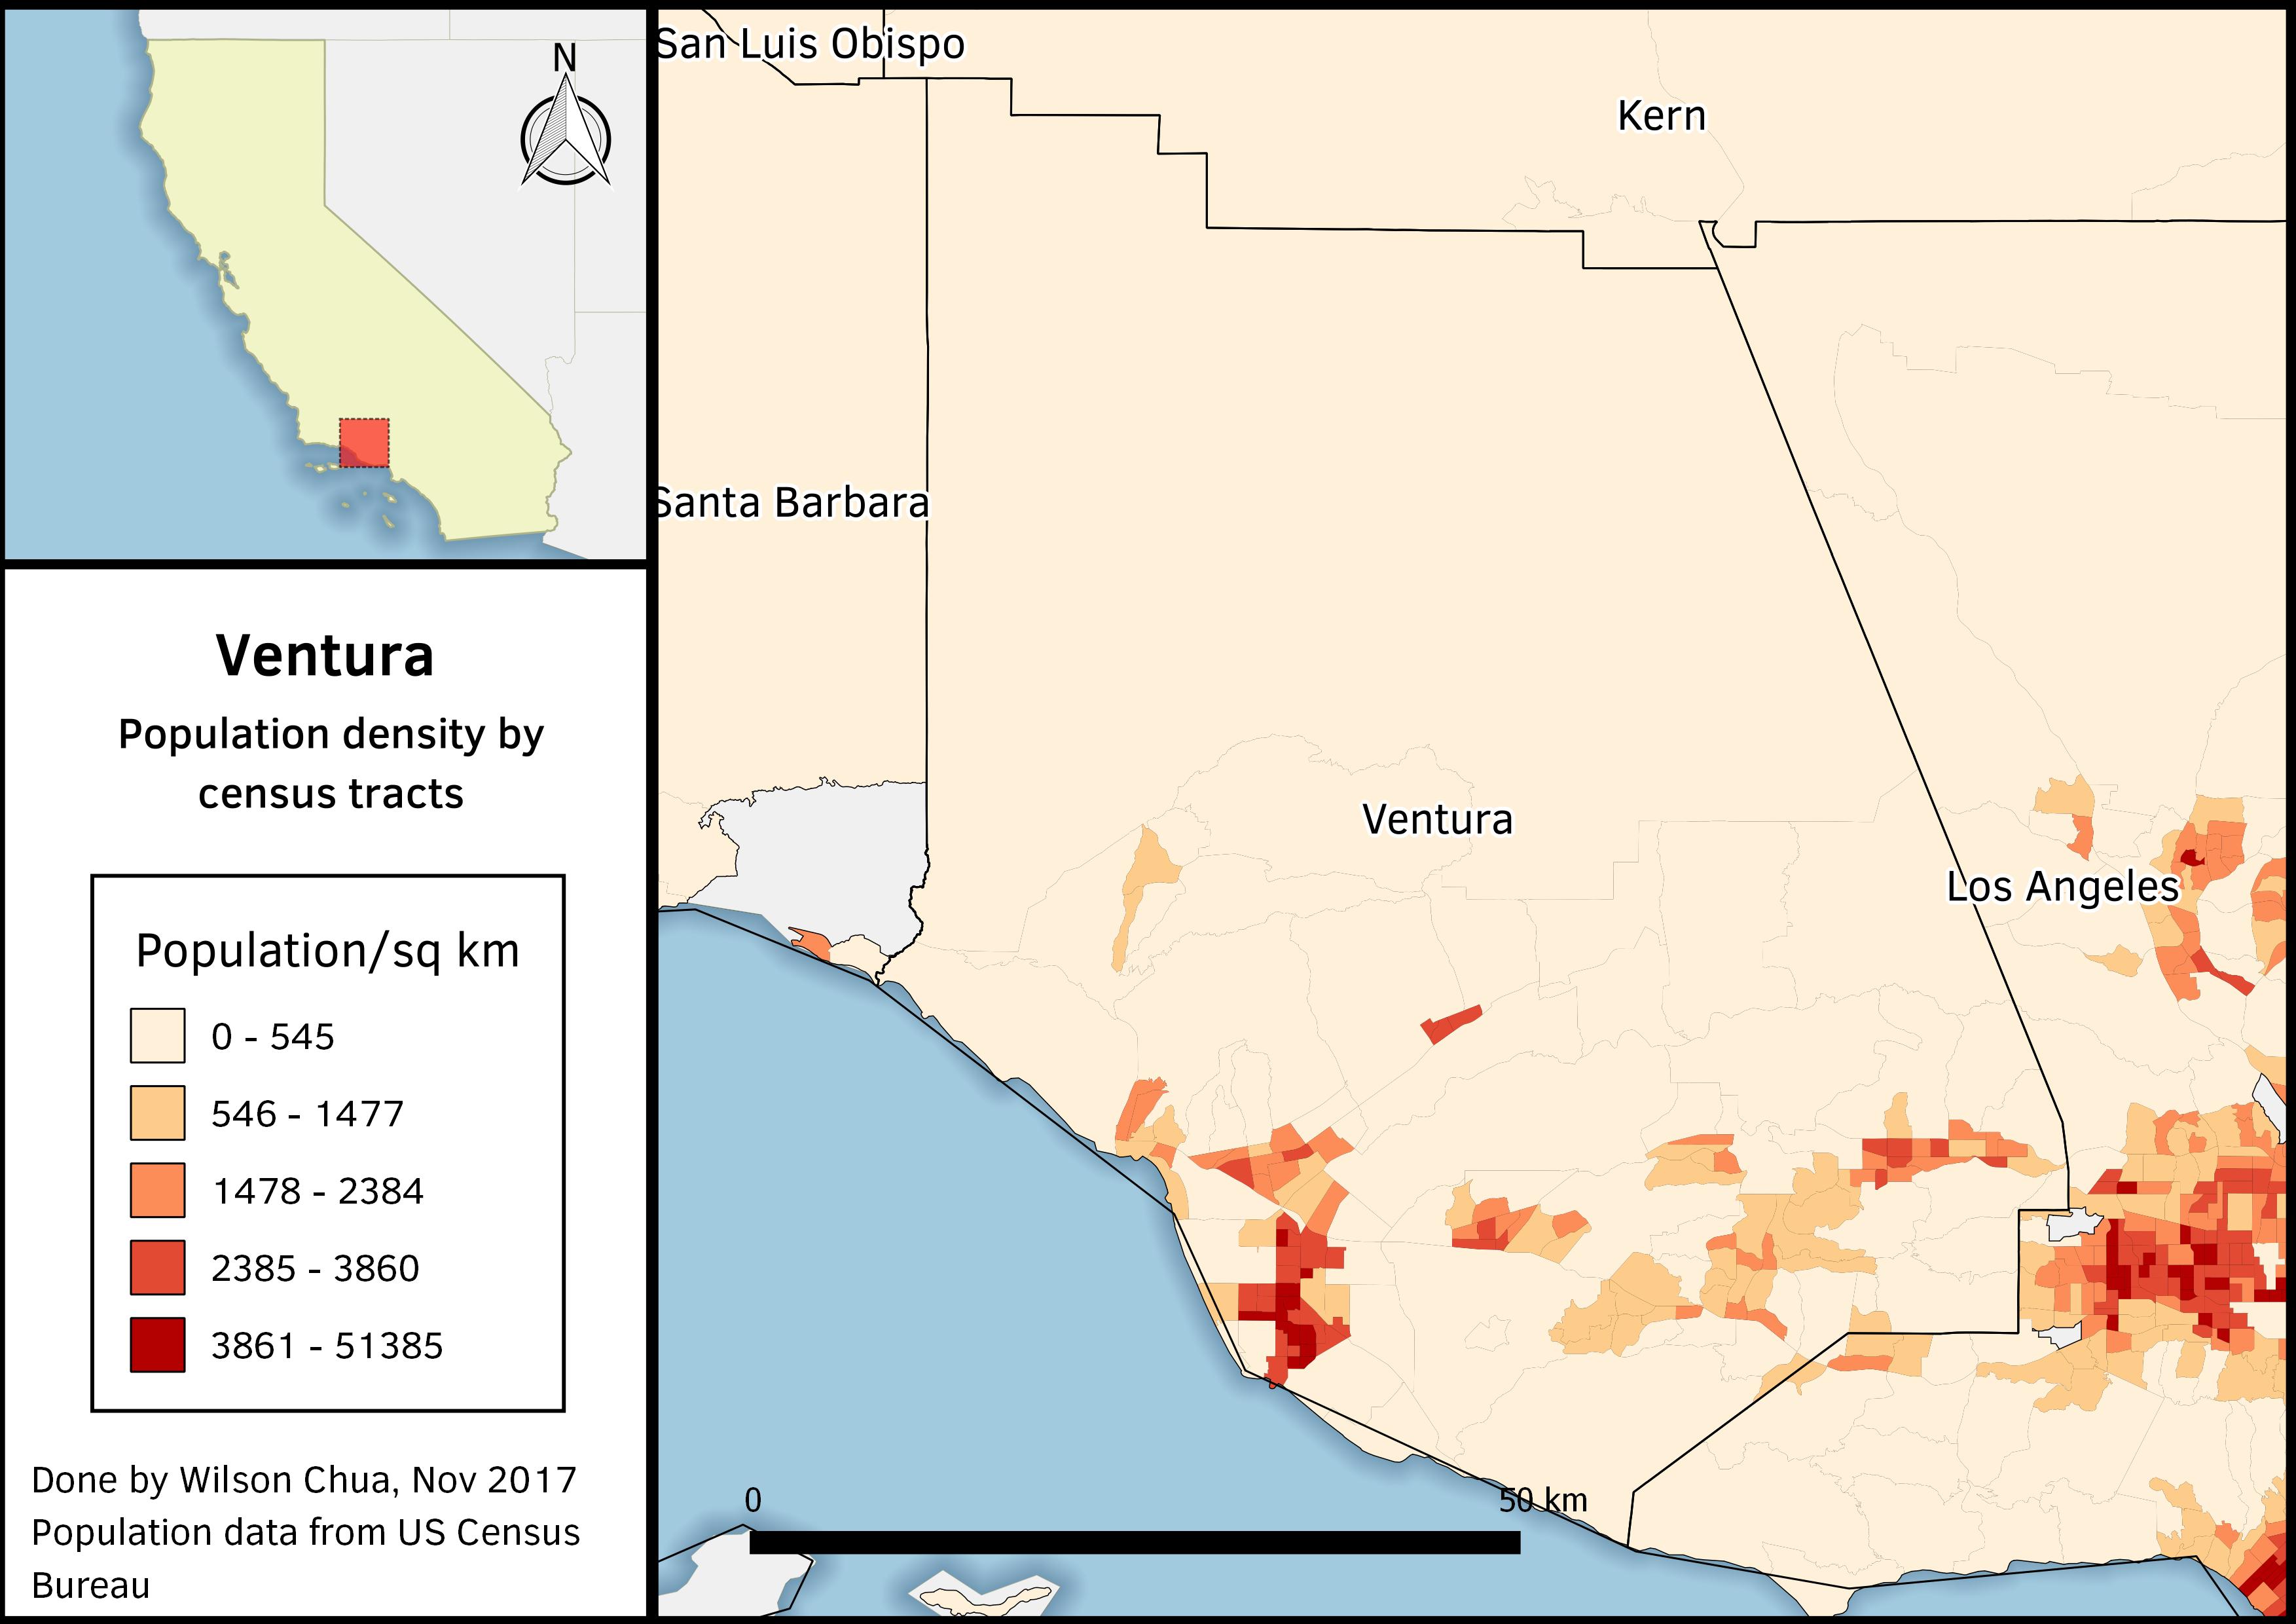 N
Ventura
Population density by
census tracts
Population/sq km
0 - 545
546 - 1477
1478 - 2384
2385 - 3860
3861 - 51385
Done by Wilson Chua, Nov 2017
Population data from US Census
Bureau
San Luis Obispo
Kern
Santa Barbara
Ventura
Los Angeles
0 50 km